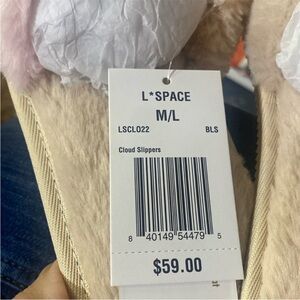 L*SPACE
M/L
LSCLO22 BLS
Cloud Slippers
8 40149 54479 5
$59.00